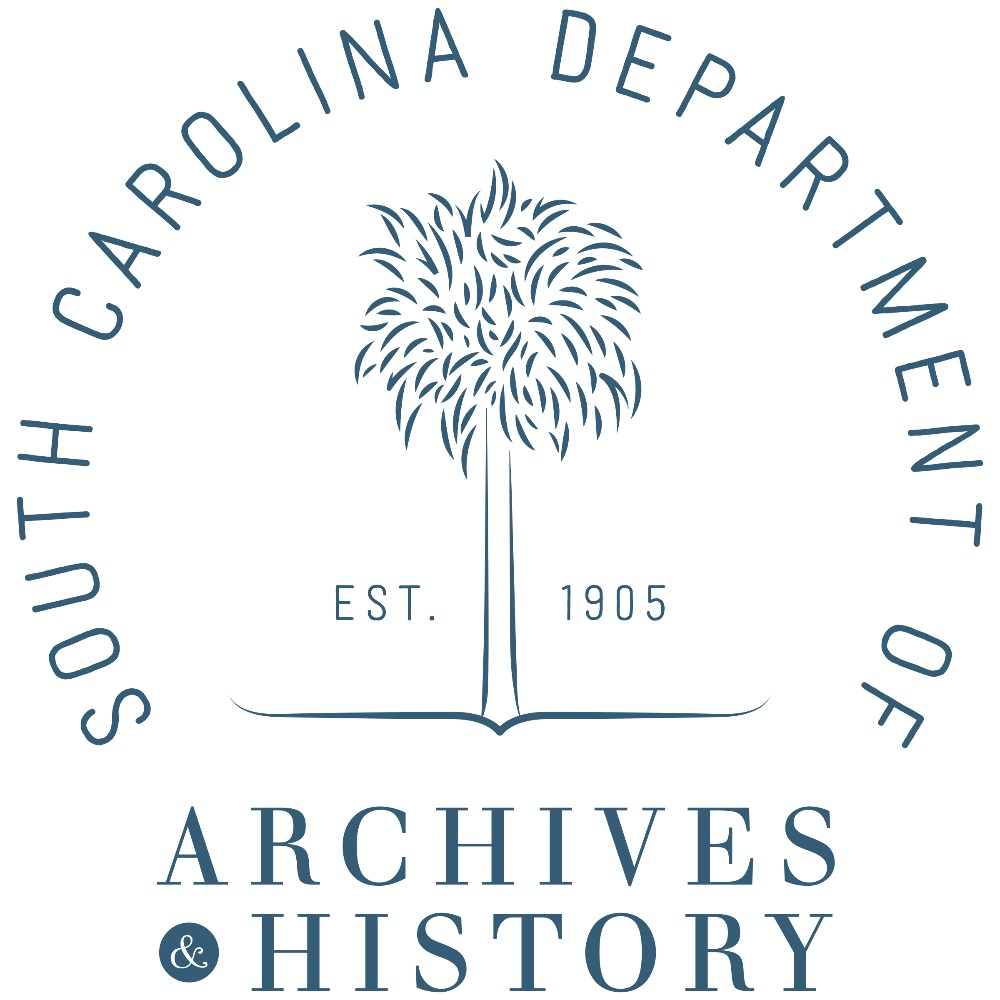 SOUTH CAROLINA DEPARTMENT OF
EST. 1905
ARCHIVES
& HISTORY